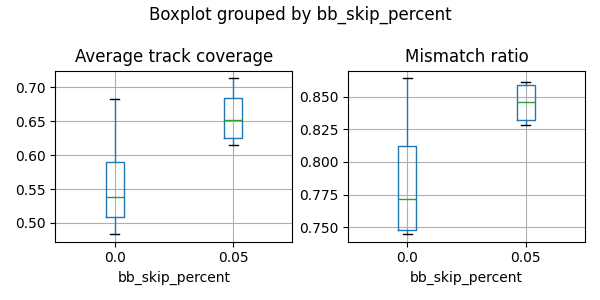 Boxplot grouped by bb_skip_percent
Average track coverage
0.70
0.65
0.60
0.55
0.50
0.0
0.05
bb_skip_percent
Mismatch ratio
0.850
0.825
0.800
0.775
0.750
0.0
0.05
bb_skip_percent